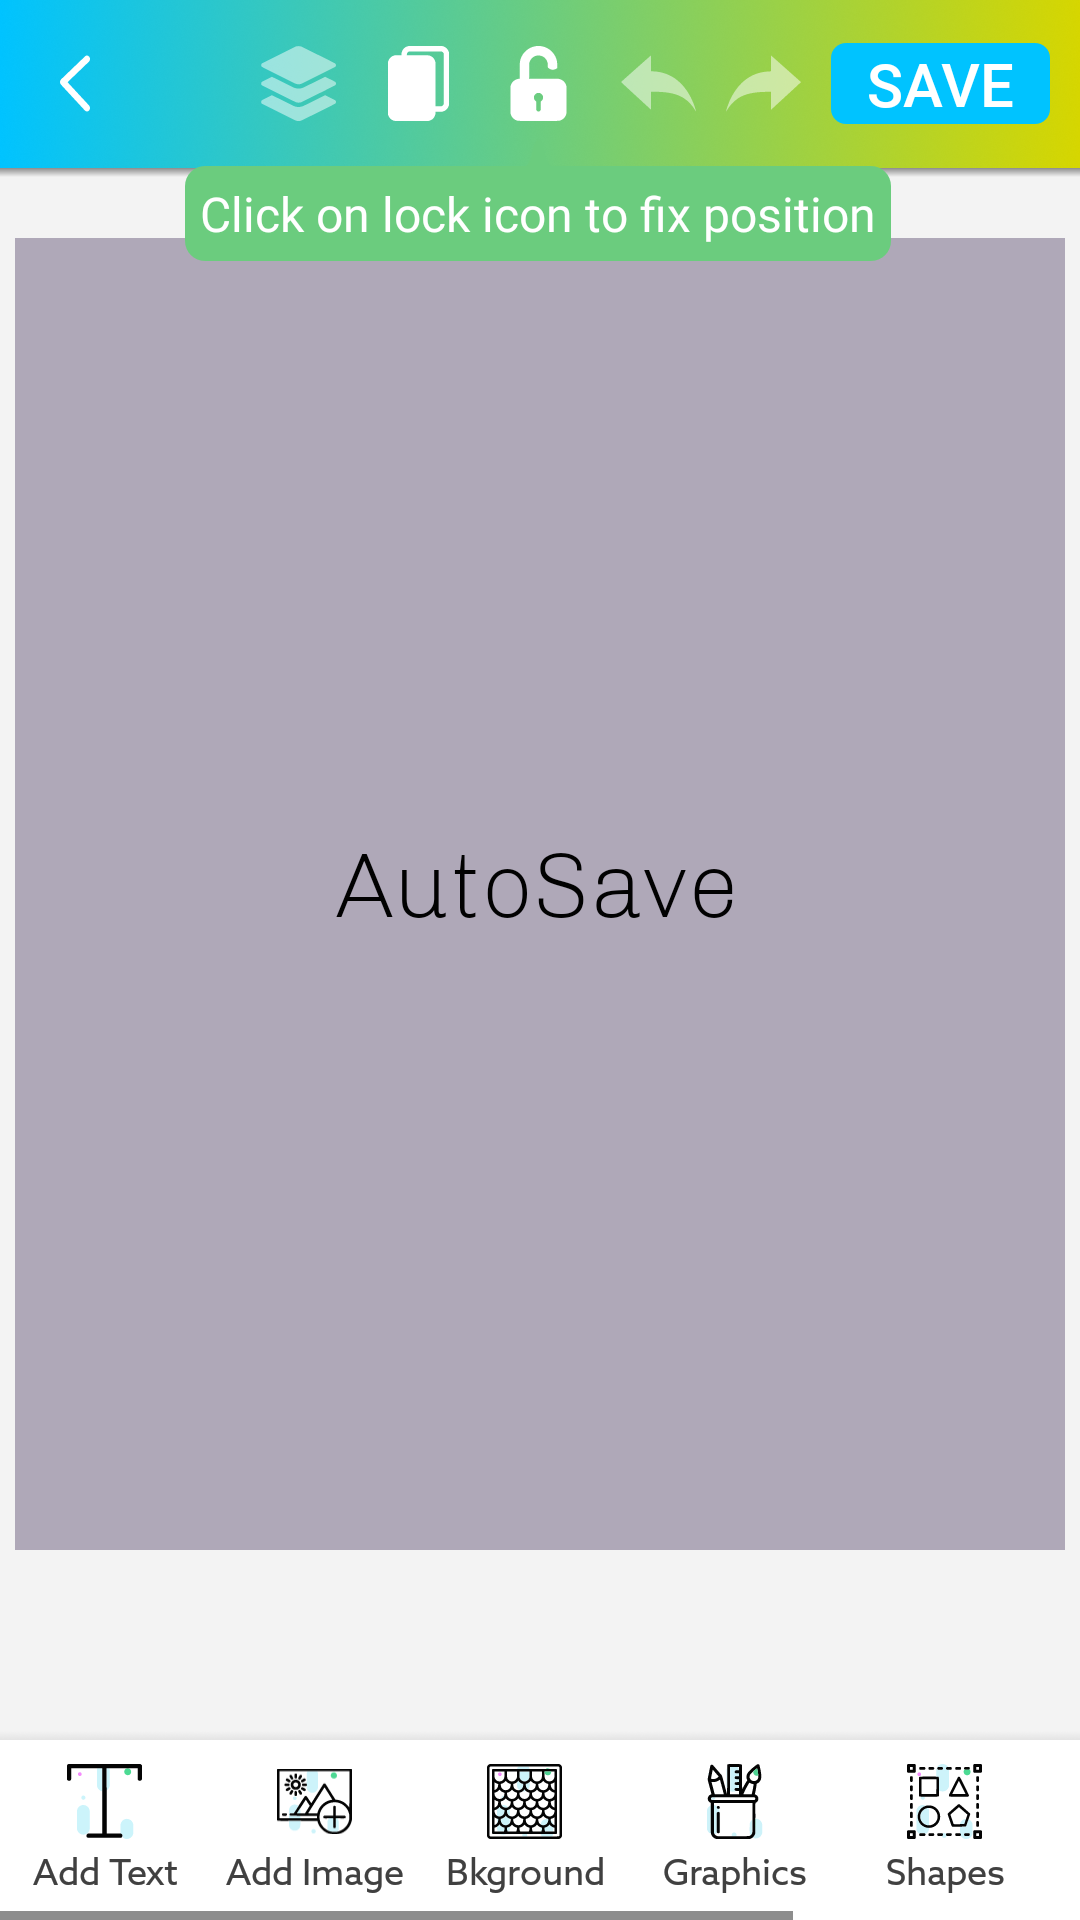 SAVE
Click on lock icon to fix position
AutoSave
Add Text
Add Image
Bkground
Graphics
Shapes